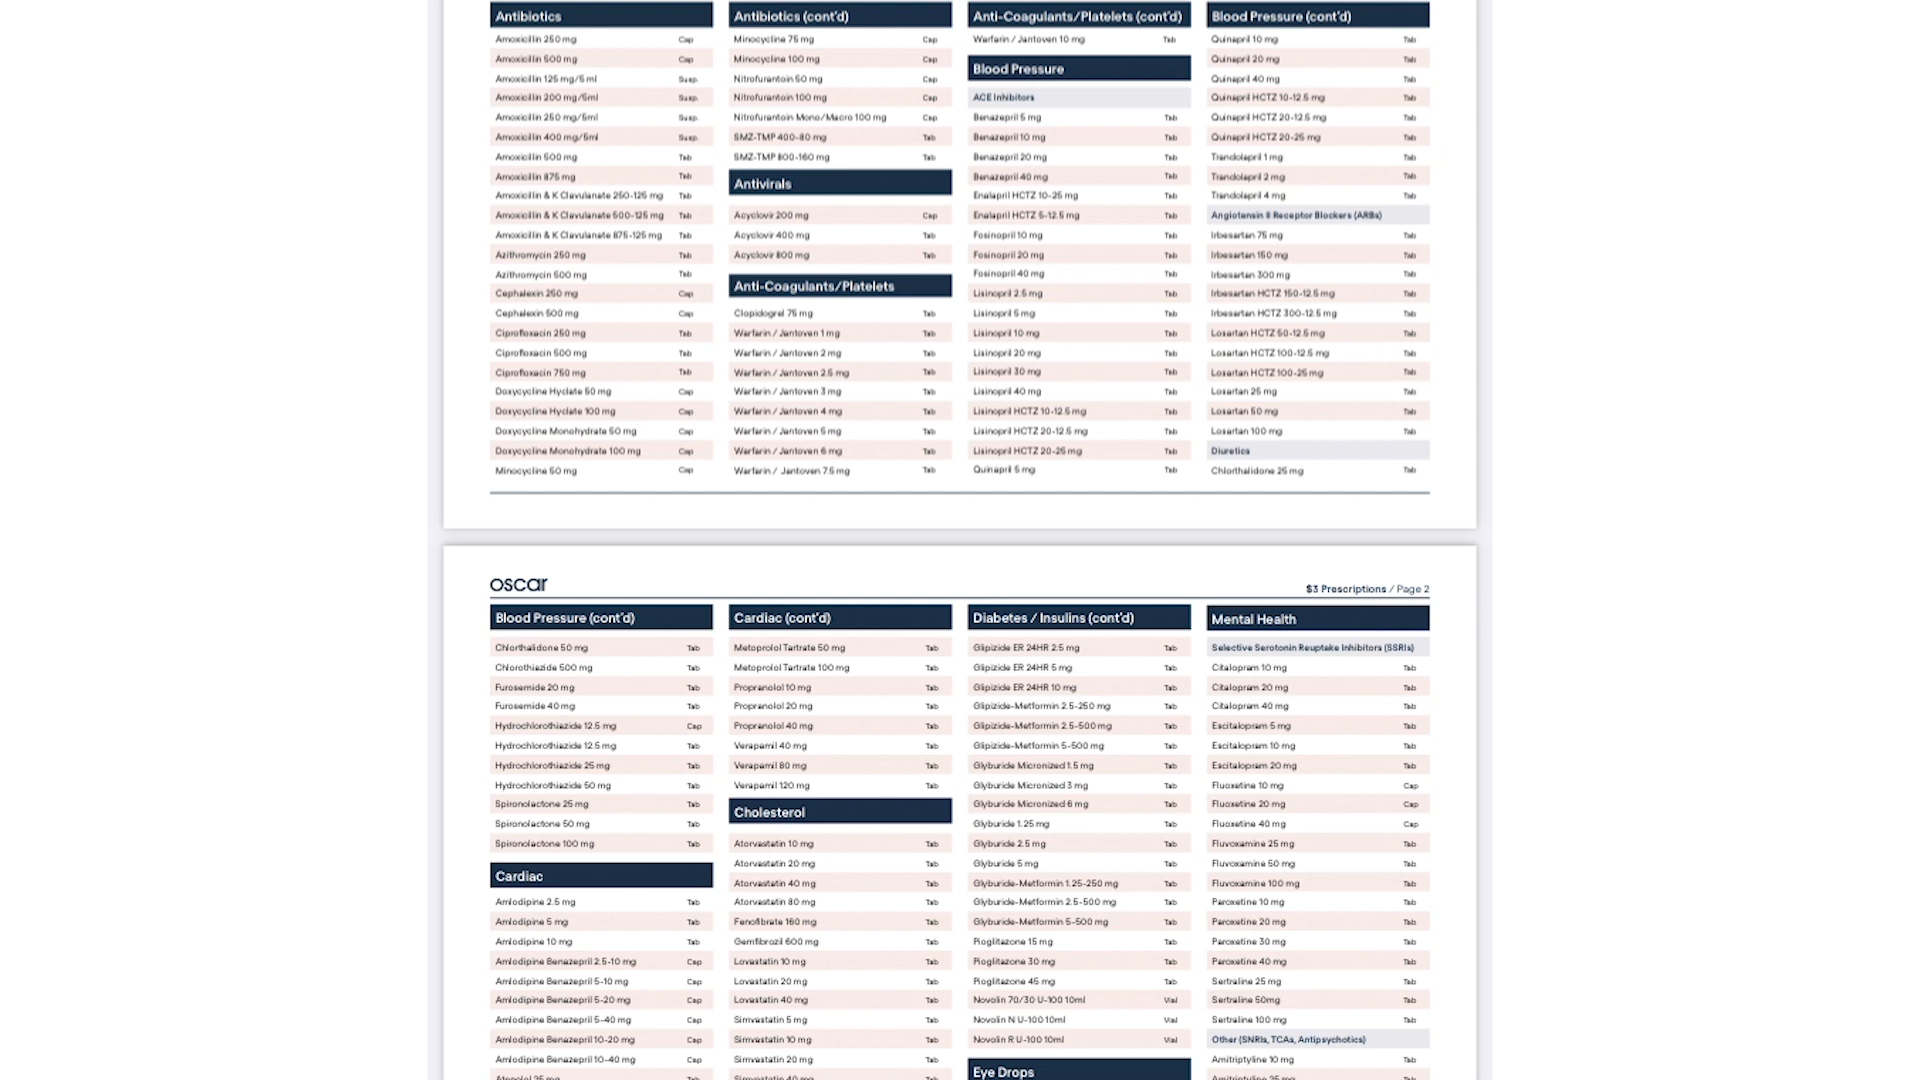 Antibiotics
Amoxicillin 250 mg Cap
Amoxicillin 500 mg Cap
Amoxicillin 125 mg/5 ml Susp.
Amoxicillin 200 mg/5ml Susp.
Amoxicillin 250 mg/5ml Susp.
Amoxicillin 400 mg/5ml Susp.
Amoxicillin 500 mg Tab
Amoxicillin 875 mg Tab
Amoxicillin & K Clavulanate 250-125 mg Tab
Amoxicillin & K Clavulanate 500-125 mg Tab
Amoxicillin & K Clavulanate 875-125 mg Tab
Azithromycin 250 mg Tab
Azithromycin 500 mg Tab
Cephalexin 250 mg Cap
Cephalexin 500 mg Cap
Ciprofloxacin 250 mg Tab
Ciprofloxacin 500 mg Tab
Ciprofloxacin 750 mg Tab
Doxycycline Hyclate 50 mg Cap
Doxycycline Hyclate 100 mg Cap
Doxycycline Monohydrate 50 mg Cap
Doxycycline Monohydrate 100 mg Cap
Minocycline 50 mg Cap
Antibiotics (cont'd)
Minocycline 75 mg Cap
Minocycline 100 mg Cap
Nitrofurantoin 50 mg Cap
Nitrofurantoin 100 mg Cap
Nitrofurantoin Mono/Macro 100 mg Cap
SMZ-TMP 400-80 mg Tab
SMZ-TMP 800-160 mg Tab
Antivirals
Acyclovir 200 mg Cap
Acyclovir 400 mg Tab
Acyclovir 800 mg Tab
Anti-Coagulants/Platelets
Clopidogrel 75 mg Tab
Warfarin / Jantoven 1 mg Tab
Warfarin / Jantoven 2 mg Tab
Warfarin / Jantoven 2.5 mg Tab
Warfarin / Jantoven 3 mg Tab
Warfarin / Jantoven 4 mg Tab
Warfarin / Jantoven 5 mg Tab
Warfarin / Jantoven 6 mg Tab
Warfarin / Jantoven 7.5 mg Tab
Anti-Coagulants/Platelets (cont'd)
Warfarin / Jantoven 10 mg Tab
Blood Pressure
ACE Inhibitors
Benazepril 5 mg Tab
Benazepril 10 mg Tab
Benazepril 20 mg Tab
Benazepril 40 mg Tab
Enalapril HCTZ 10-25 mg Tab
Enalapril HCTZ 5-12.5 mg Tab
Fosinopril 10 mg Tab
Fosinopril 20 mg Tab
Fosinopril 40 mg Tab
Lisinopril 2.5 mg Tab
Lisinopril 5 mg Tab
Lisinopril 10 mg Tab
Lisinopril 20 mg Tab
Lisinopril 30 mg Tab
Lisinopril 40 mg Tab
Lisinopril HCTZ 10-12.5 mg Tab
Lisinopril HCTZ 20-12.5 mg Tab
Lisinopril HCTZ 20-25 mg Tab
Quinapril 5 mg Tab
Blood Pressure (cont'd)
Quinapril 10 mg Tab
Quinapril 20 mg Tab
Quinapril 40 mg Tab
Quinapril HCTZ 10-12.5 mg Tab
Quinapril HCTZ 20-12.5 mg Tab
Quinapril HCTZ 20-25 mg Tab
Trandolapril 1 mg Tab
Trandolapril 2 mg Tab
Trandolapril 4 mg Tab
Angiotensin II Receptor Blockers (ARBs)
Irbesartan 75 mg Tab
Irbesartan 150 mg Tab
Irbesartan 300 mg Tab
Irbesartan HCTZ 150-12.5 mg Tab
Irbesartan HCTZ 300-12.5 mg Tab
Losartan HCTZ 50-12.5 mg Tab
Losartan HCTZ 100-12.5 mg Tab
Losartan HCTZ 100-25 mg Tab
Losartan 25 mg Tab
Losartan 50 mg Tab
Losartan 100 mg Tab
Diuretics
Chlorthalidone 25 mg Tab
oscar
$3 Prescriptions / Page 2
Blood Pressure (cont'd)
Chlorthalidone 50 mg Tab
Chlorothiazide 500 mg Tab
Furosemide 20 mg Tab
Furosemide 40 mg Tab
Hydrochlorothiazide 12.5 mg Cap
Hydrochlorothiazide 12.5 mg Tab
Hydrochlorothiazide 25 mg Tab
Hydrochlorothiazide 50 mg Tab
Spironolactone 25 mg Tab
Spironolactone 50 mg Tab
Spironolactone 100 mg Tab
Cardiac
Amlodipine 2.5 mg Tab
Amlodipine 5 mg Tab
Amlodipine 10 mg Tab
Amlodipine Benazepril 2.5-10 mg Cap
Amlodipine Benazepril 5-10 mg Cap
Amlodipine Benazepril 5-20 mg Cap
Amlodipine Benazepril 5-40 mg Cap
Amlodipine Benazepril 10-20 mg Cap
Amlodipine Benazepril 10-40 mg Cap
Atenolol 25 mg Tab
Cardiac (cont'd)
Metoprolol Tartrate 50 mg Tab
Metoprolol Tartrate 100 mg Tab
Propranolol 10 mg Tab
Propranolol 20 mg Tab
Propranolol 40 mg Tab
Verapamil 40 mg Tab
Verapamil 80 mg Tab
Verapamil 120 mg Tab
Cholesterol
Atorvastatin 10 mg Tab
Atorvastatin 20 mg Tab
Atorvastatin 40 mg Tab
Atorvastatin 80 mg Tab
Fenofibrate 160 mg Tab
Gemfibrozil 600 mg Tab
Lovastatin 10 mg Tab
Lovastatin 20 mg Tab
Lovastatin 40 mg Tab
Simvastatin 5 mg Tab
Simvastatin 10 mg Tab
Simvastatin 20 mg Tab
Simvastatin 40 mg Tab
Diabetes / Insulins (cont'd)
Glipizide ER 24HR 2.5 mg Tab
Glipizide ER 24HR 5 mg Tab
Glipizide ER 24HR 10 mg Tab
Glipizide-Metformin 2.5-250 mg Tab
Glipizide-Metformin 2.5-500 mg Tab
Glipizide-Metformin 5-500 mg Tab
Glyburide Micronized 1.5 mg Tab
Glyburide Micronized 3 mg Tab
Glyburide Micronized 6 mg Tab
Glyburide 1.25 mg Tab
Glyburide 2.5 mg Tab
Glyburide 5 mg Tab
Glyburide-Metformin 1.25-250 mg Tab
Glyburide-Metformin 2.5-500 mg Tab
Glyburide-Metformin 5-500 mg Tab
Pioglitazone 15 mg Tab
Pioglitazone 30 mg Tab
Pioglitazone 45 mg Tab
Novolin 70/30 U-100 10ml Vial
Novolin N U-100 10ml Vial
Novolin R U-100 10ml Vial
Eye Drops
Mental Health
Selective Serotonin Reuptake Inhibitors (SSRIs)
Citalopram 10 mg Tab
Citalopram 20 mg Tab
Citalopram 40 mg Tab
Escitalopram 5 mg Tab
Escitalopram 10 mg Tab
Escitalopram 20 mg Tab
Fluoxetine 10 mg Cap
Fluoxetine 20 mg Cap
Fluoxetine 40 mg Cap
Fluvoxamine 25 mg Tab
Fluvoxamine 50 mg Tab
Fluvoxamine 100 mg Tab
Paroxetine 10 mg Tab
Paroxetine 20 mg Tab
Paroxetine 30 mg Tab
Paroxetine 40 mg Tab
Sertraline 25 mg Tab
Sertraline 50mg Tab
Sertraline 100 mg Tab
Other (SNRIs, TCAs, Antipsychotics)
Amitriptyline 10 mg Tab
Amitriptyline 25 mg Tab